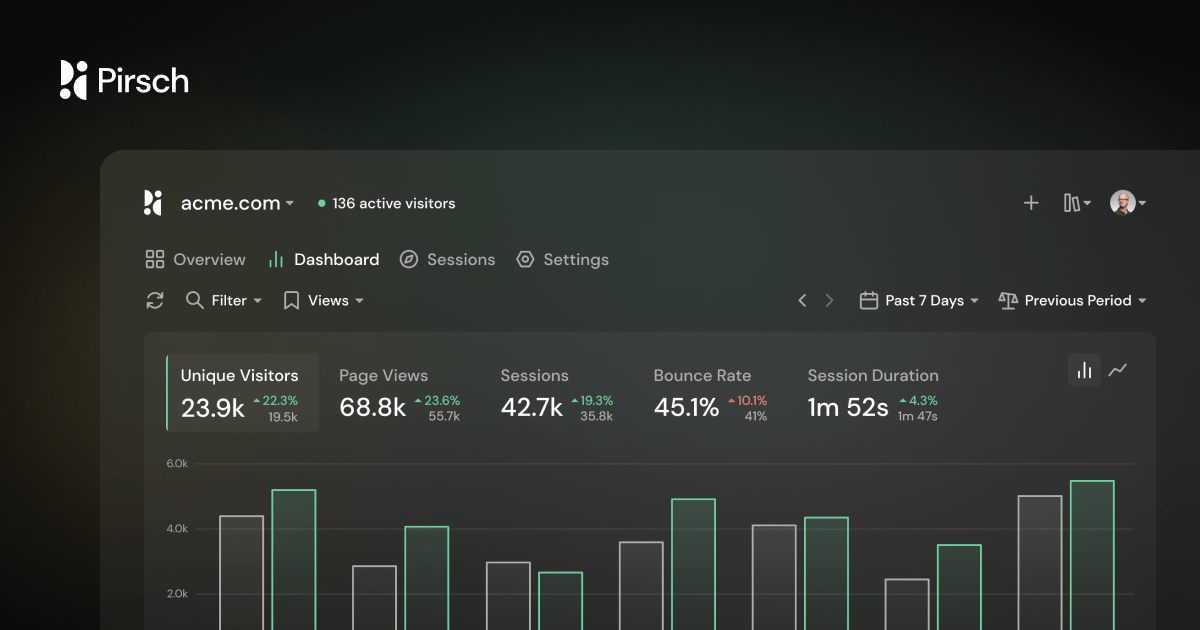 Pirsch
acme.com
136 active visitors
Overview
Dashboard
Sessions
Settings
Filter
Views
Past 7 Days
Previous Period
Unique Visitors
23.9k
22.3%
19.5k
Page Views
68.8k
23.6%
55.7k
Sessions
42.7k
19.3%
35.8k
Bounce Rate
45.1%
10.1%
41%
Session Duration
1m 52s
4.3%
1m 47s
6.0k
4.0k
2.0k